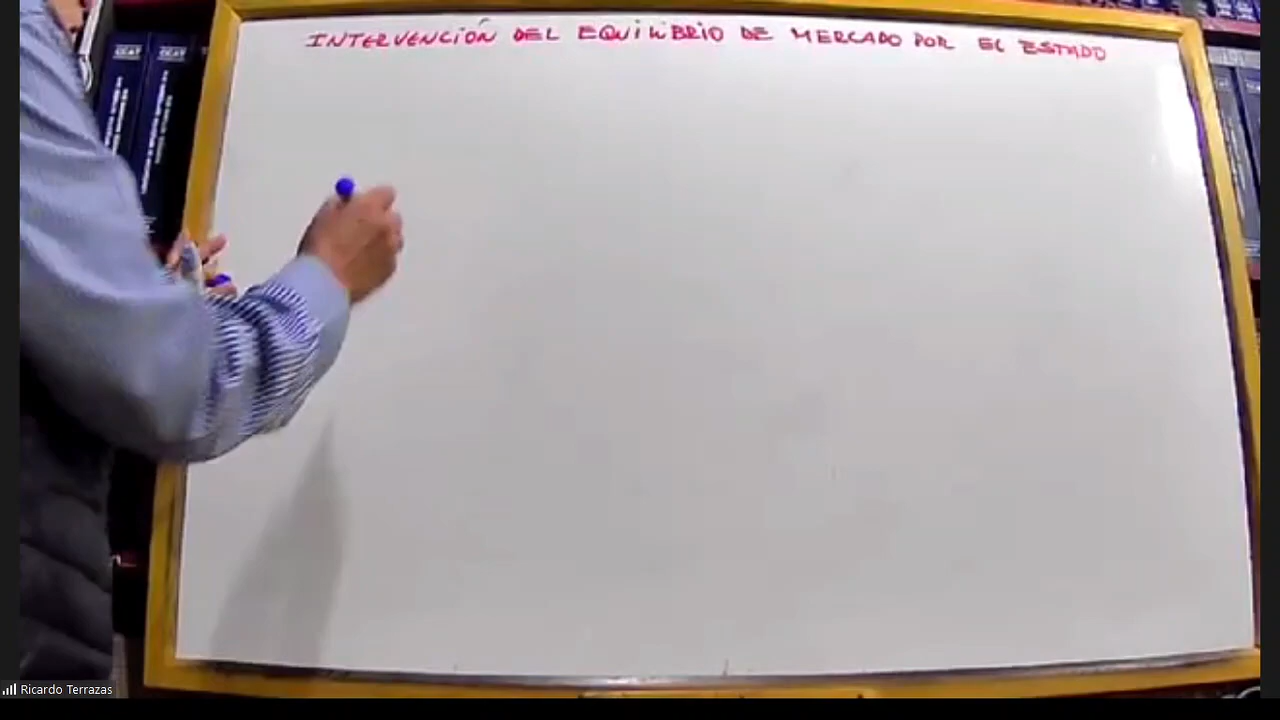 INTERVENCIÓN DEL EQUILIBRIO DE MERCADO POR EL ESTADO
Ricardo Terrazas